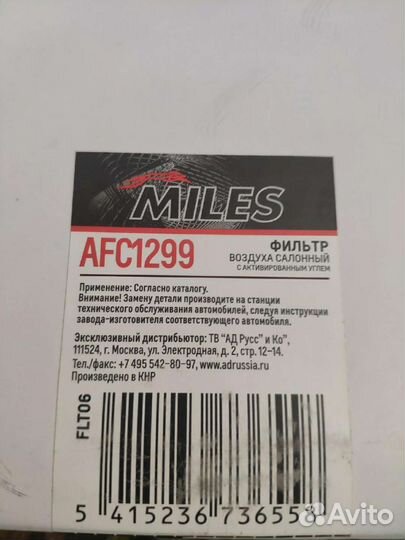 MILES
AFC1299
ФИЛЬТР
ВОЗДУХА САЛОННЫЙ
С АКТИВИРОВАННЫМ УГЛЕМ
Применение: Согласно каталогу.
Внимание! Замену детали производите на станции
технического обслуживания автомобилей, следуя инструкции
завода-изготовителя соответствующего автомобиля.
Эксклюзивный дистрибьютор: ТВ "АД Русс" и Ко",
111524, г. Москва, ул. Электродная, д. 2, стр. 12-14.
Тел./факс: +7 495 542-80-97, www.adrussia.ru
Произведено в КНР
FLT06
5 415236 736553
Avito